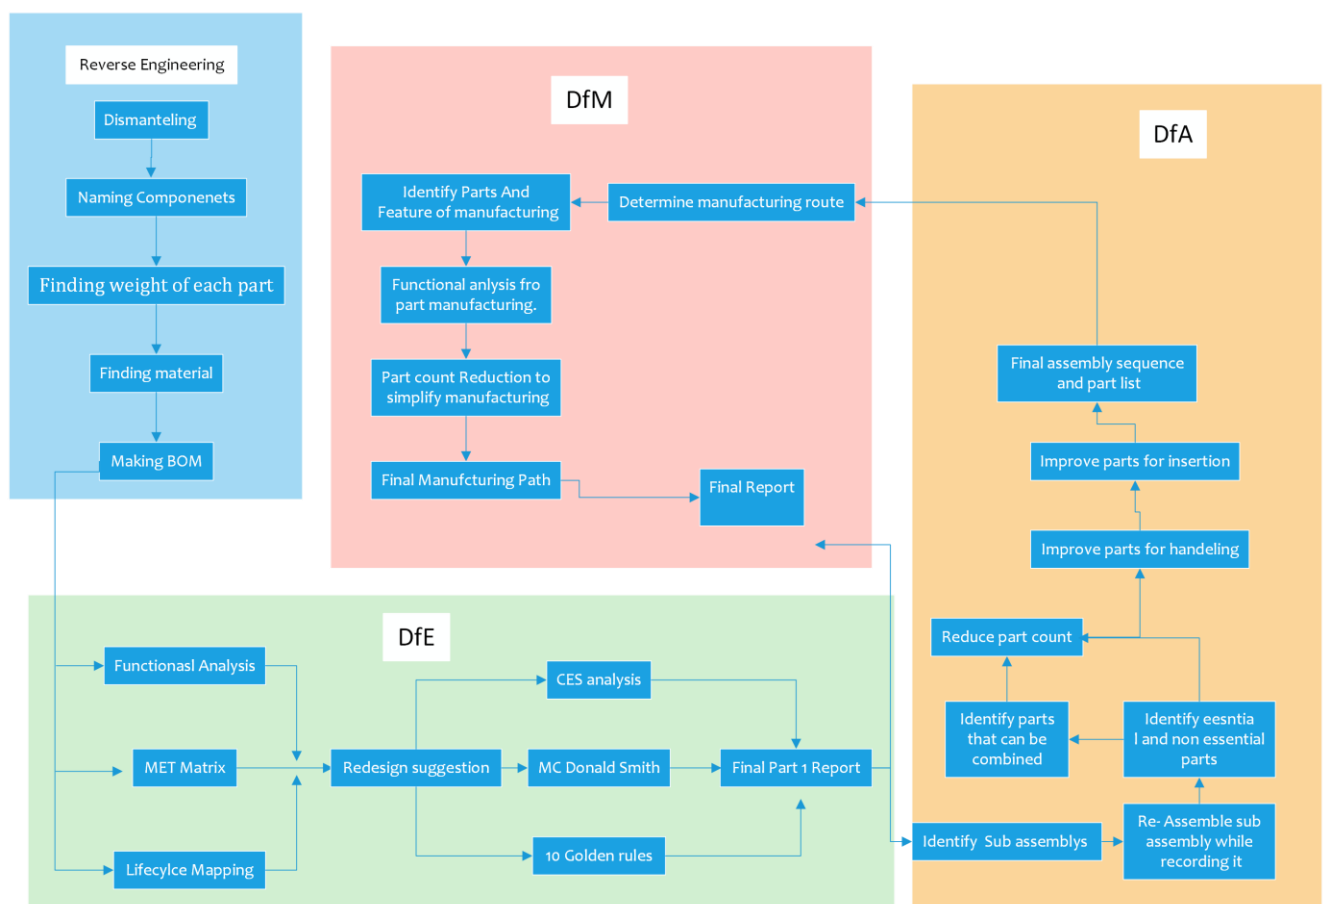 Reverse Engineering
Dismanteling
Naming Componenets
Finding weight of each part
Finding material
Making BOM
DfM
Identify Parts And
Feature of manufacturing
Determine manufacturing route
Functional anlysis fro
part manufacturing.
Part count Reduction to
simplify manufacturing
Final Manufcturing Path
Final Report
DfA
Final assembly sequence
and part list
Improve parts for insertion
Improve parts for handeling
Reduce part count
Identify parts
that can be
combined
Identify eesntia
l and non essential
parts
Identify Sub assemblys
Re- Assemble sub
assembly while
recording it
DfE
Functionasl Analysis
MET Matrix
Lifecylce Mapping
Redesign suggestion
CES analysis
MC Donald Smith
10 Golden rules
Final Part 1 Report